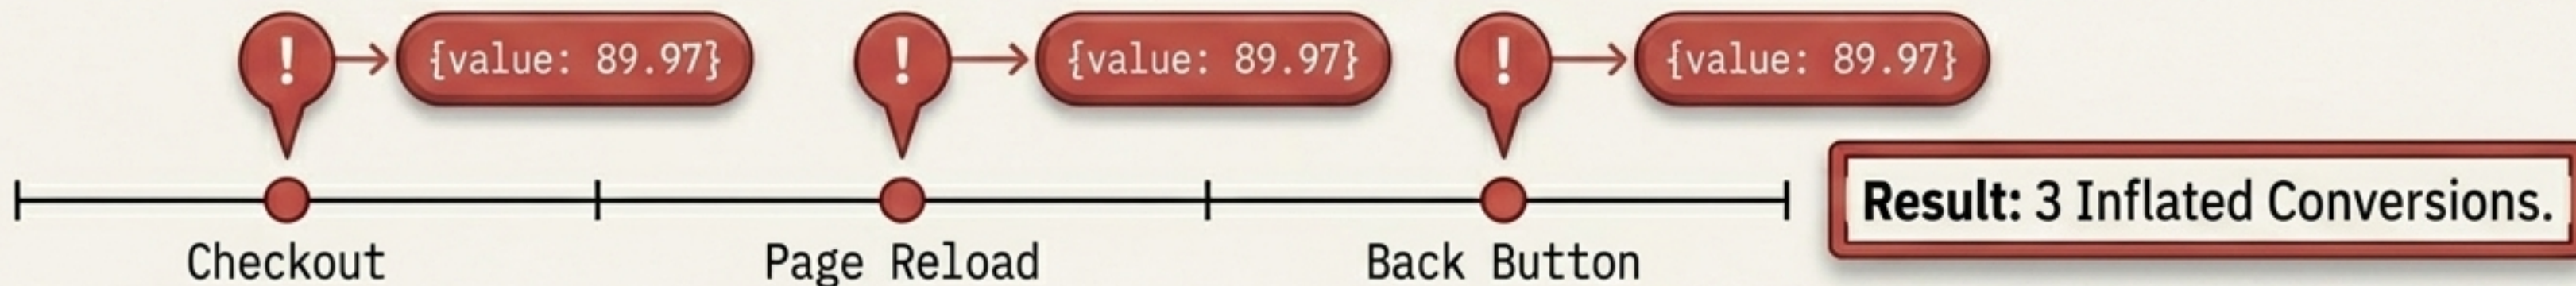 ! {value: 89.97} ! {value: 89.97} ! {value: 89.97}
Result: 3 Inflated Conversions.
Checkout Page Reload Back Button